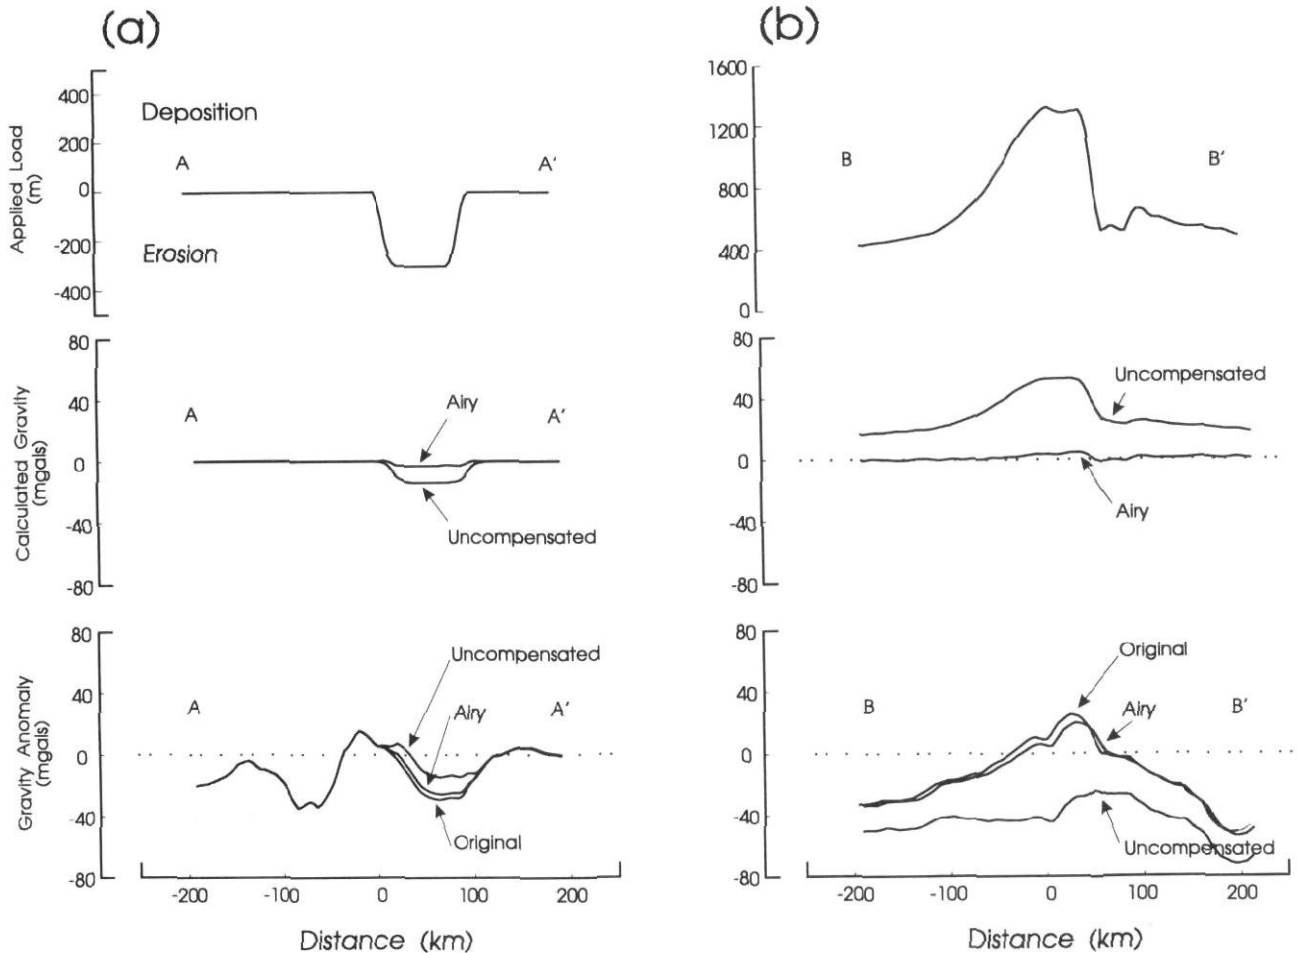 (a)
Applied Load
(m)
400
200
0
-200
-400
Deposition
A
A'
Erosion
Calculated Gravity
(mgals)
80
40
0
-40
-80
A
Airy
A'
Uncompensated
Gravity Anomaly
(mgals)
80
40
0
-40
-80
A
Uncompensated
Airy
A'
Original
-200
-100
0
100
200
Distance (km)
(b)
1600
1200
800
400
0
B
B'
80
40
0
-40
-80
Uncompensated
Airy
80
40
0
-40
-80
Original
B
Airy
B'
Uncompensated
-200
-100
0
100
200
Distance (km)